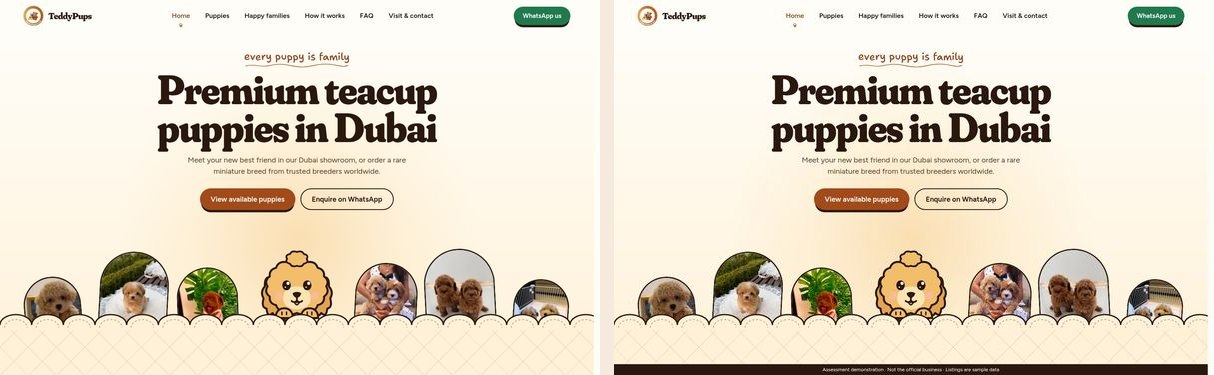 TeddyPups Home Puppies Happy families How it works FAQ Visit & contact WhatsApp us
every puppy is family
Premium teacup
puppies in Dubai
Meet your new best friend in our Dubai showroom, or order a rare
miniature breed from trusted breeders worldwide.
View available puppies Enquire on WhatsApp
TeddyPups Home Puppies Happy families How it works FAQ Visit & contact WhatsApp us
every puppy is family
Premium teacup
puppies in Dubai
Meet your new best friend in our Dubai showroom, or order a rare
miniature breed from trusted breeders worldwide.
View available puppies Enquire on WhatsApp
Assessment demonstration · Not the official business · Listings are sample data